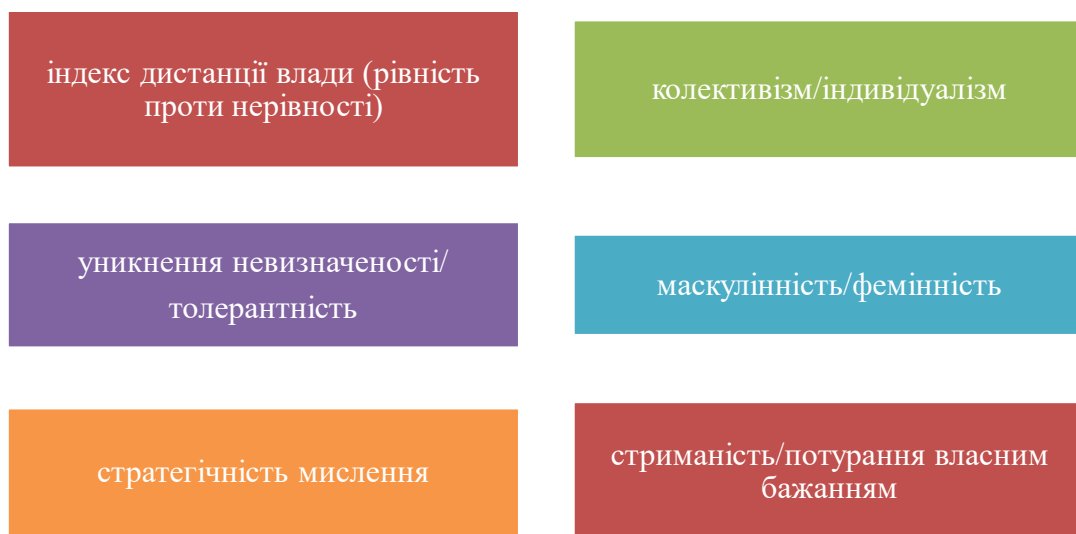 індекс дистанції влади (рівність
проти нерівності)
колективізм/індивідуалізм
уникнення невизначеності/
толерантність
маскулінність/фемінність
стратегічність мислення
стриманість/потурання власним
бажанням